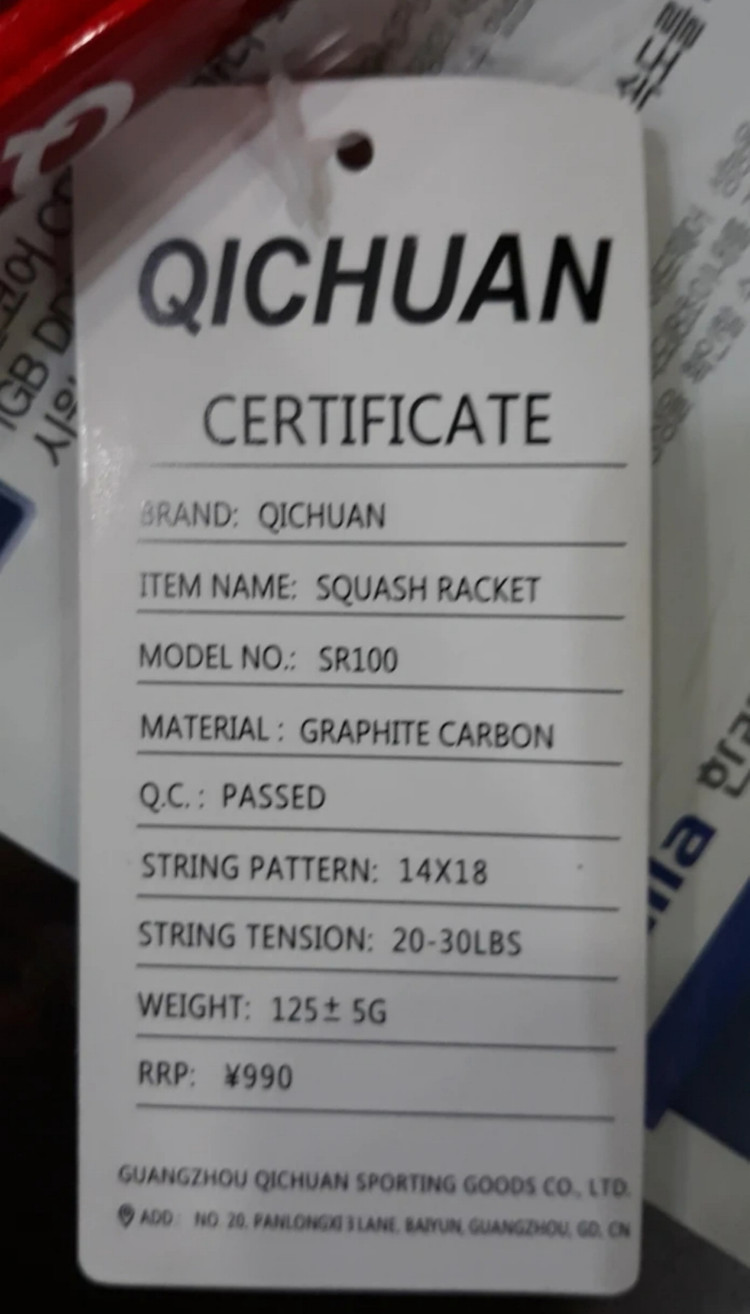 QICHUAN
CERTIFICATE
BRAND: QICHUAN
ITEM NAME: SQUASH RACKET
MODEL NO.: SR100
MATERIAL : GRAPHITE CARBON
Q.C. : PASSED
STRING PATTERN: 14X18
STRING TENSION: 20-30LBS
WEIGHT: 125± 5G
RRP: ¥990
GUANGZHOU QICHUAN SPORTING GOODS CO., LTD.
ADD: NO. 20, PANLONGXI 3 LANE, BAIYUN, GUANGZHOU, GD, CN